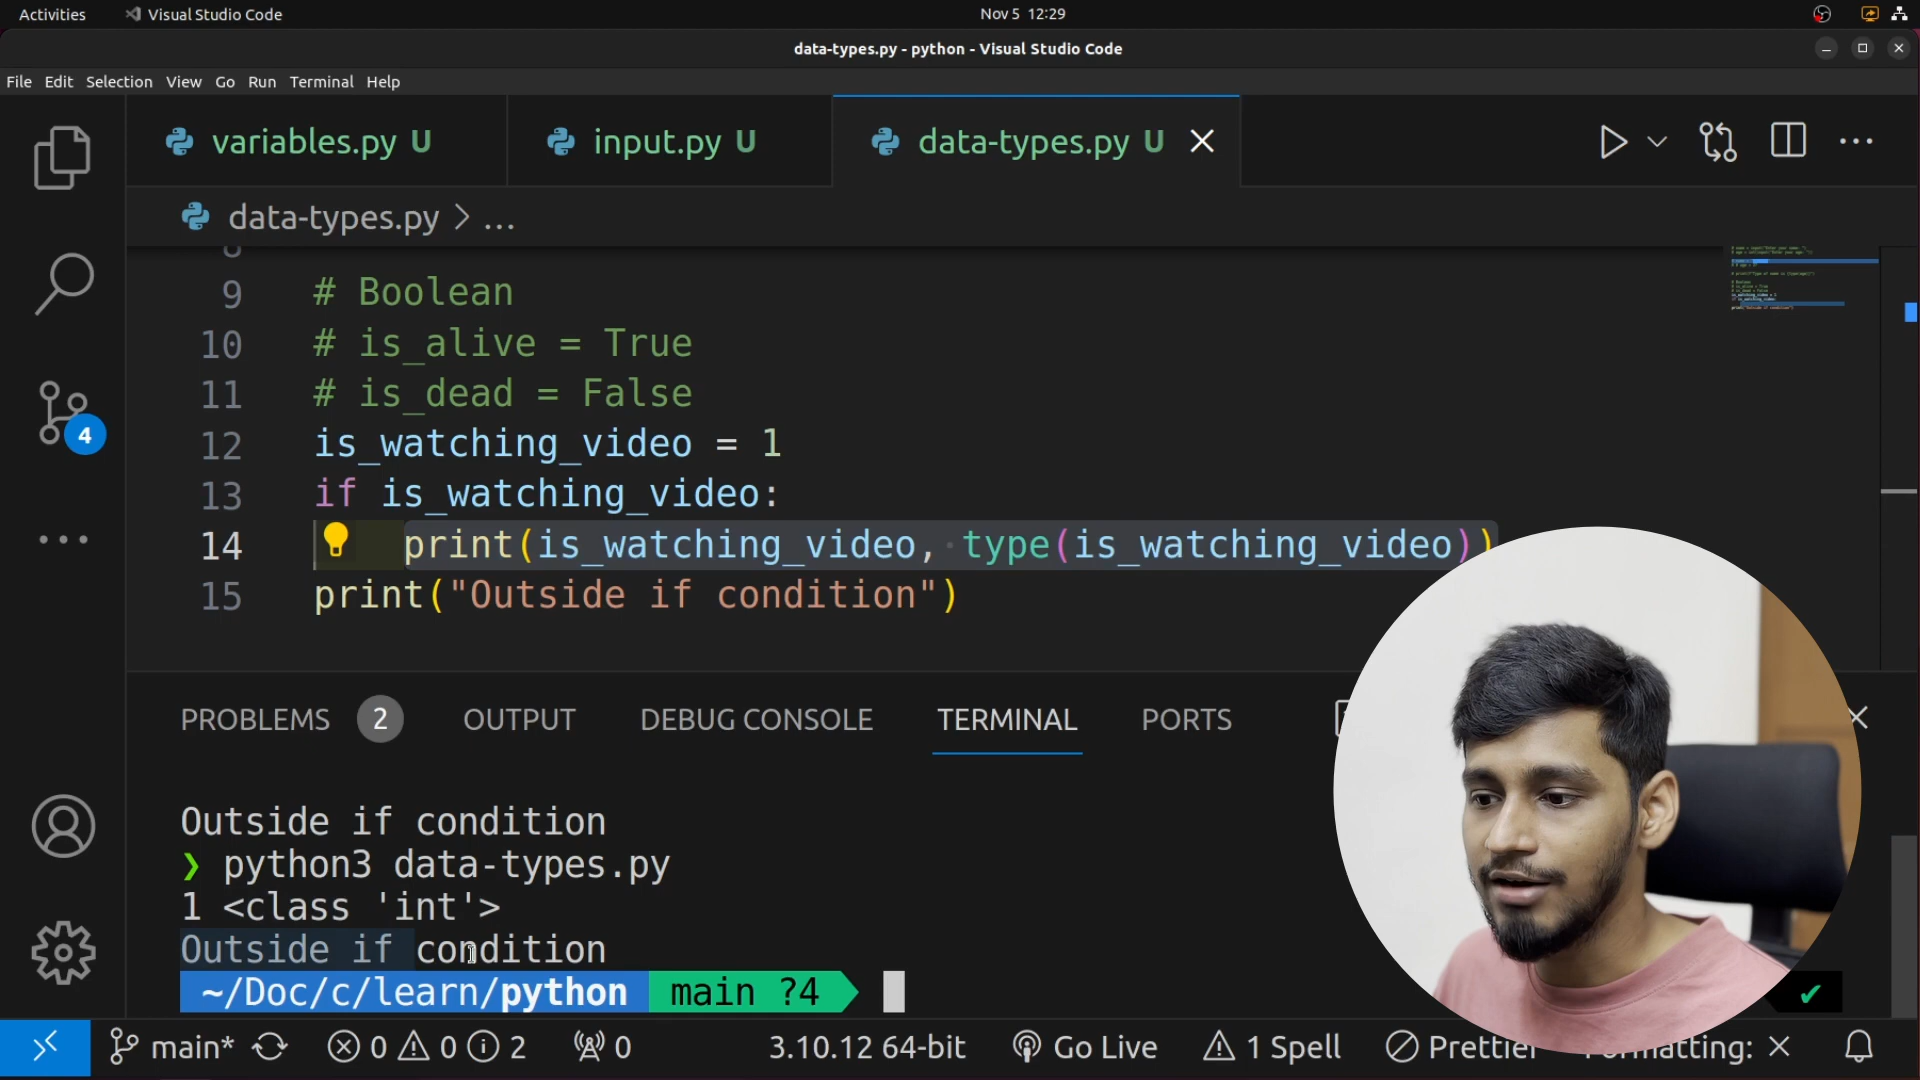 Activities Visual Studio Code Nov 5 12:29
data-types.py - python - Visual Studio Code
File Edit Selection View Go Run Terminal Help
variables.py U input.py U data-types.py U
data-types.py > ...
9 # Boolean
10 # is_alive = True
11 # is_dead = False
12 is_watching_video = 1
13 if is_watching_video:
14 print(is_watching_video, type(is_watching_video))
15 print("Outside if condition")
PROBLEMS 2 OUTPUT DEBUG CONSOLE TERMINAL PORTS
Outside if condition
❯ python3 data-types.py
1 <class 'int'>
Outside if condition
~/Doc/c/learn/python main ?4
4
main* 0 0 2 0 3.10.12 64-bit Go Live 1 Spell Formatting: